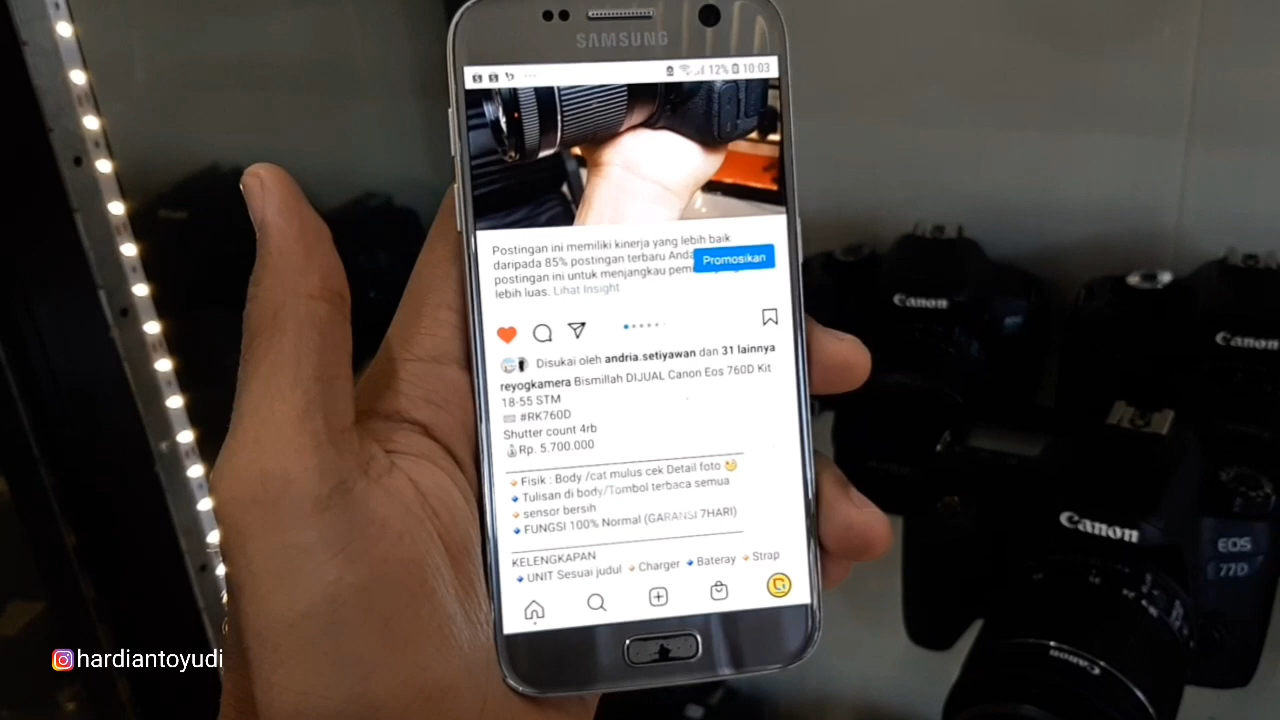 SAMSUNG
12% 10:03
Postingan ini memiliki kinerja yang lebih baik
daripada 85% postingan terbaru Anda
postingan ini untuk menjangkau
lebih luas. Lihat Insight
Promosikan
Disukai oleh andria.setiyawan dan 31 lainnya
reyogkamera Bismillah DIJUAL Canon Eos 760D Kit
18-55 STM
#RK760D
Shutter count 4rb
Rp. 5.700.000
Fisik : Body /cat mulus cek Detail foto
Tulisan di body/Tombol terbaca semua
sensor bersih
FUNGSI 100% Normal (GARANSI 7HARI)
KELENGKAPAN
UNIT Sesuai judul Charger Bateray Strap
Canon
Canon
Canon
EOS
77D
Canon
hardiantoyudi